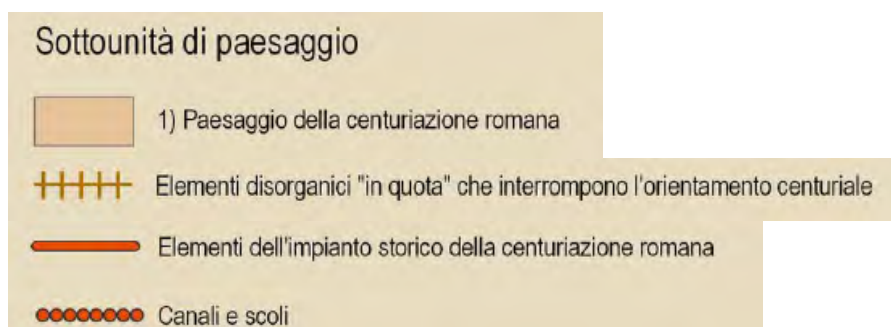 Sottounità di paesaggio
1) Paesaggio della centuriazione romana
Elementi disorganici "in quota" che interrompono l'orientamento centuriale
Elementi dell'impianto storico della centuriazione romana
Canali e scoli